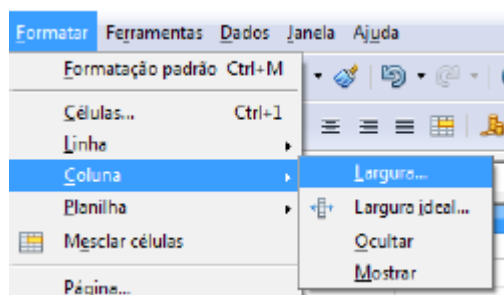 Formatar Ferramentas Dados Janela Ajuda
Formatação padrão Ctrl+M
Células... Ctrl+1
Linha
Coluna
Largura...
Planilha
Largura ideal...
Mesclar células
Ocultar
Mostrar
Página...